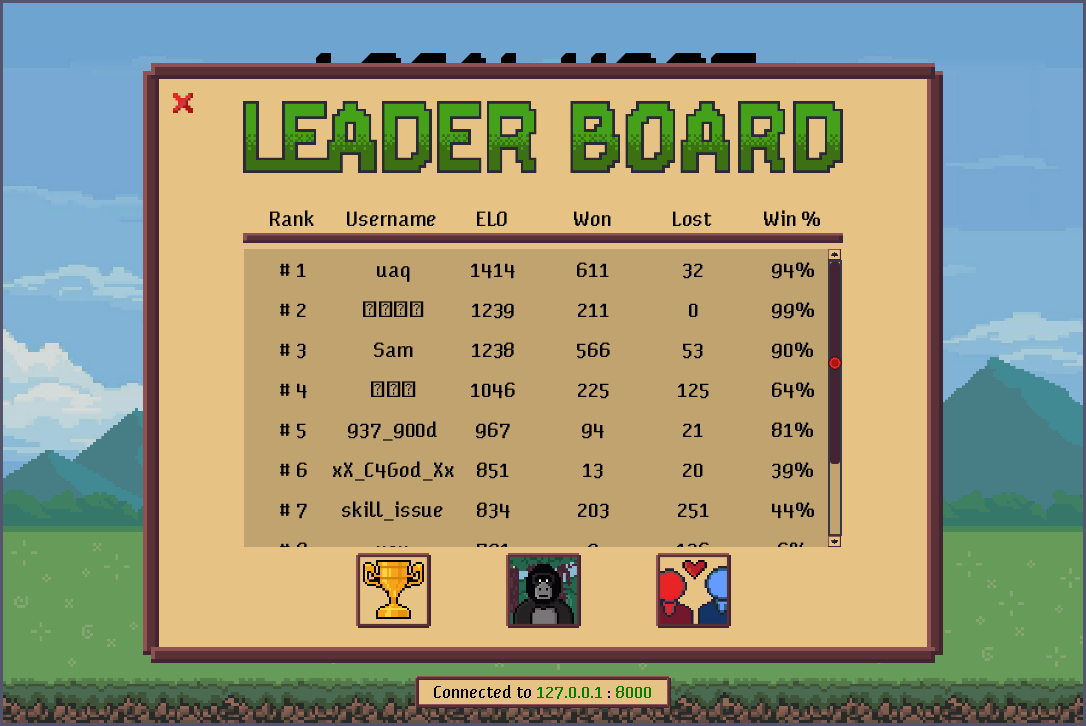 LEADER BOARD
Rank Username ELO Won Lost Win %
# 1 uaq 1414 611 32 94%
# 2 1239 211 0 99%
# 3 Sam 1238 566 53 90%
# 4 1046 225 125 64%
# 5 937_900d 967 94 21 81%
# 6 xX_C4God_Xx 851 13 20 39%
# 7 skill_issue 834 203 251 44%
Connected to 127.0.0.1 : 8000